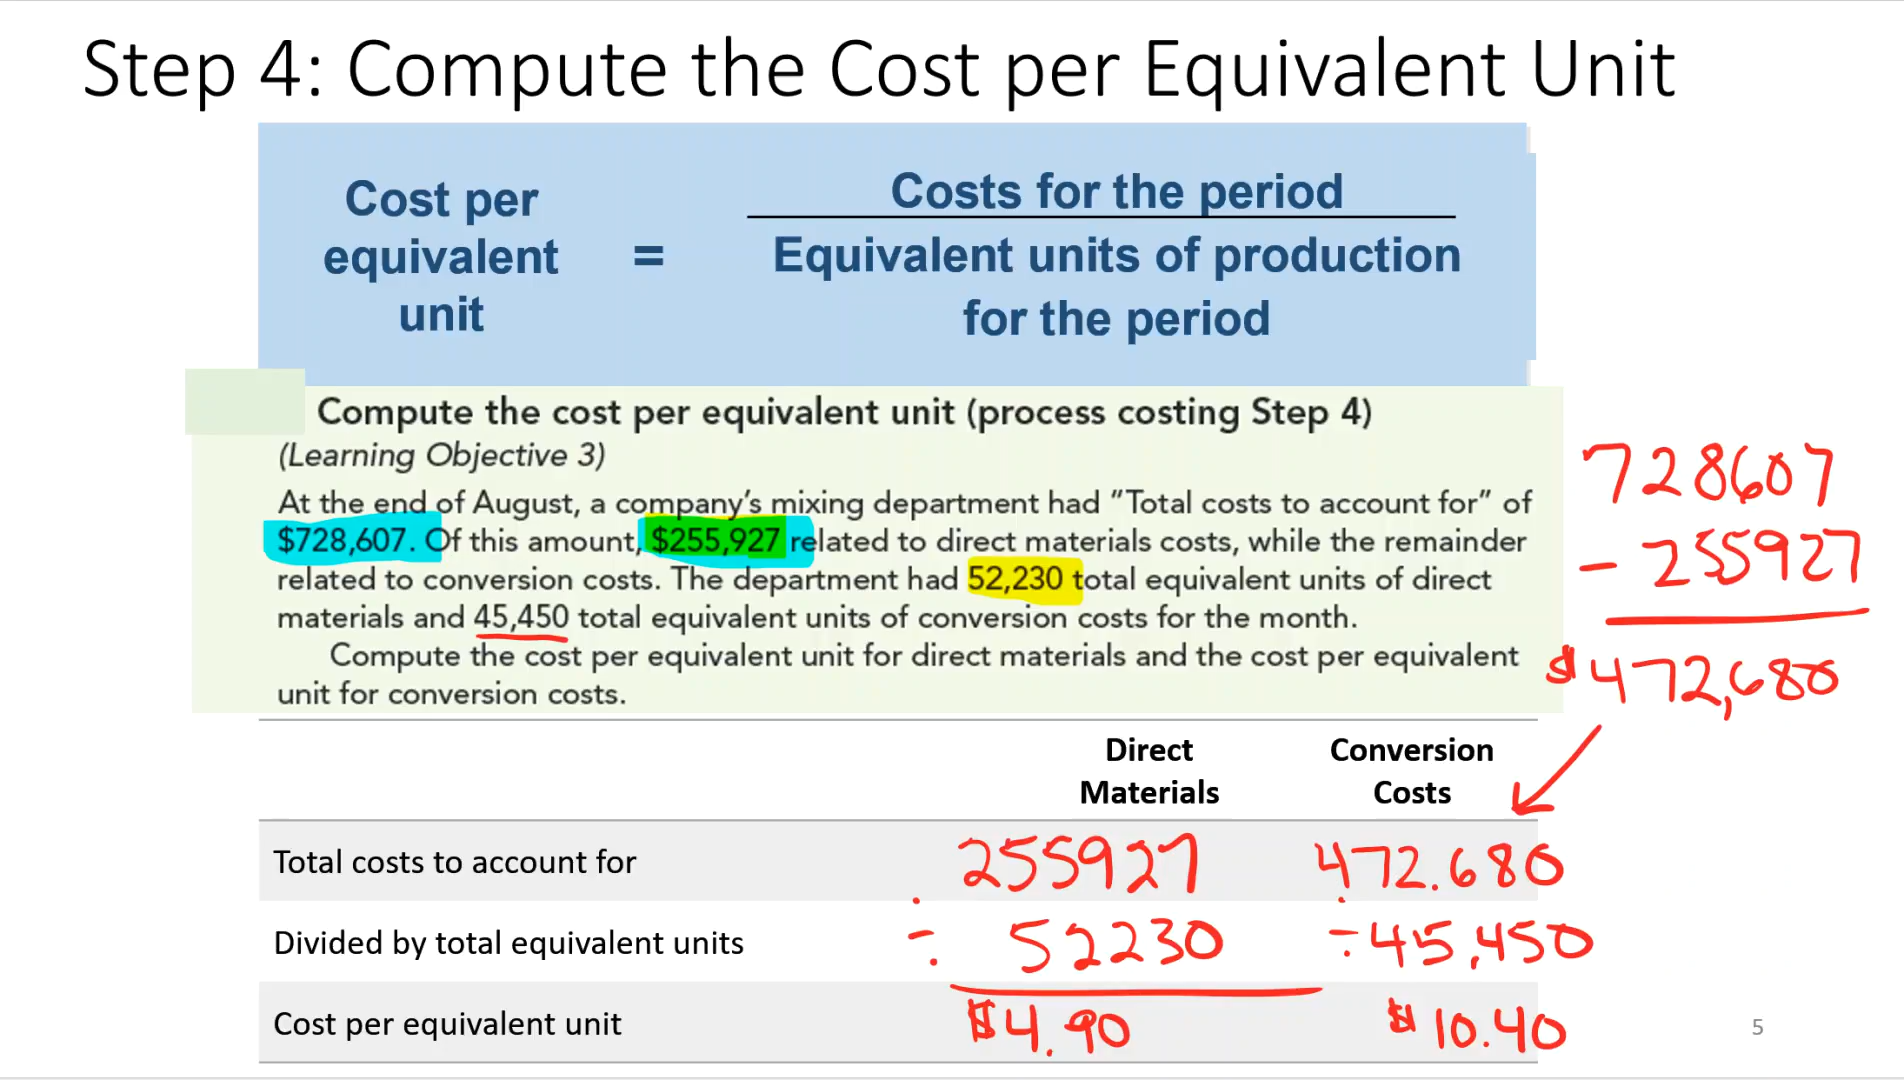 Step 4: Compute the Cost per Equivalent Unit
Cost per
equivalent
unit
=
Costs for the period
Equivalent units of production
for the period
Compute the cost per equivalent unit (process costing Step 4)
(Learning Objective 3)
At the end of August, a company's mixing department had "Total costs to account for" of
$728,607. Of this amount, $255,927 related to direct materials costs, while the remainder
related to conversion costs. The department had 52,230 total equivalent units of direct
materials and 45,450 total equivalent units of conversion costs for the month.
Compute the cost per equivalent unit for direct materials and the cost per equivalent
unit for conversion costs.
728607
- 255927
$472,680
Direct
Materials
Conversion
Costs
Total costs to account for 255927 472.680
Divided by total equivalent units ÷ 52230 ÷ 45,450
Cost per equivalent unit $4.90 $10.40
5